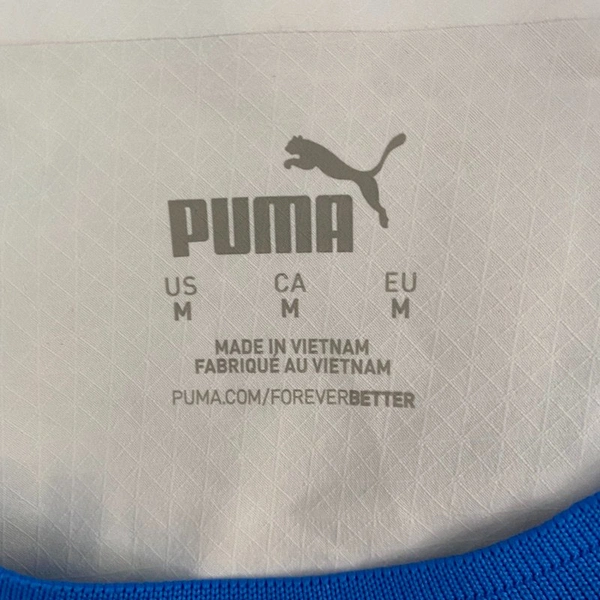 PUMA
US CA EU
M M M
MADE IN VIETNAM
FABRIQUÉ AU VIETNAM
PUMA.COM/FOREVERBETTER